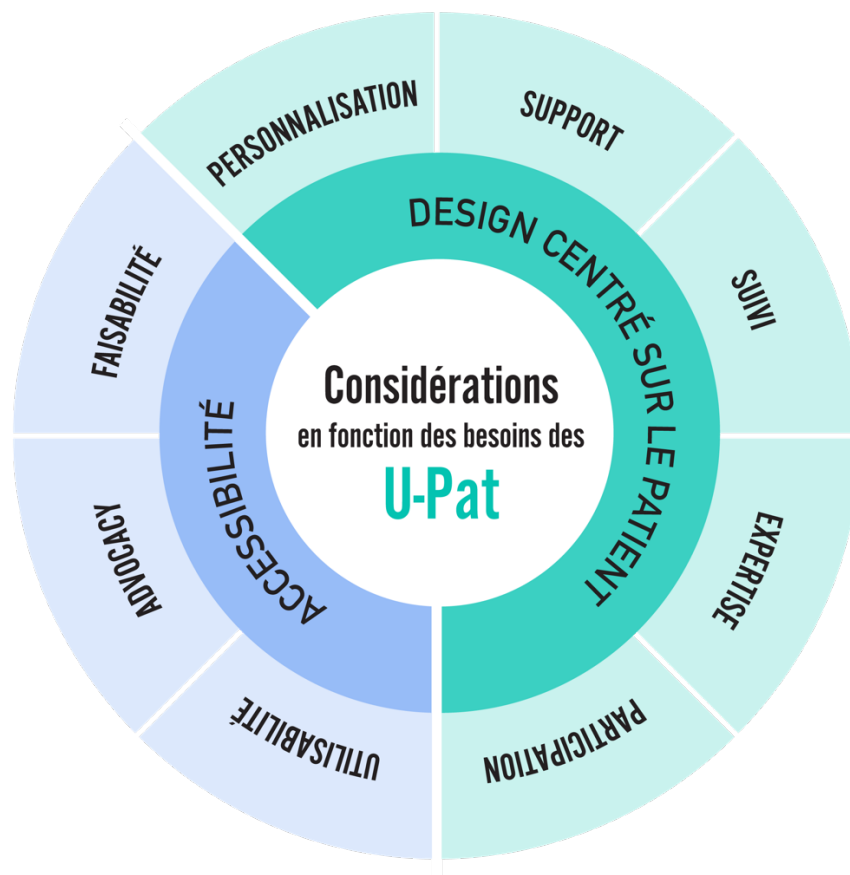 PERSONNALISATION
SUPPORT
SUIVI
EXPERTISE
PARTICIPATION
UTILISABILITÉ
ADVOCACY
FAISABILITÉ
DESIGN CENTRÉ SUR LE PATIENT
ACCESSIBILITÉ
Considérations
en fonction des besoins des
U-Pat